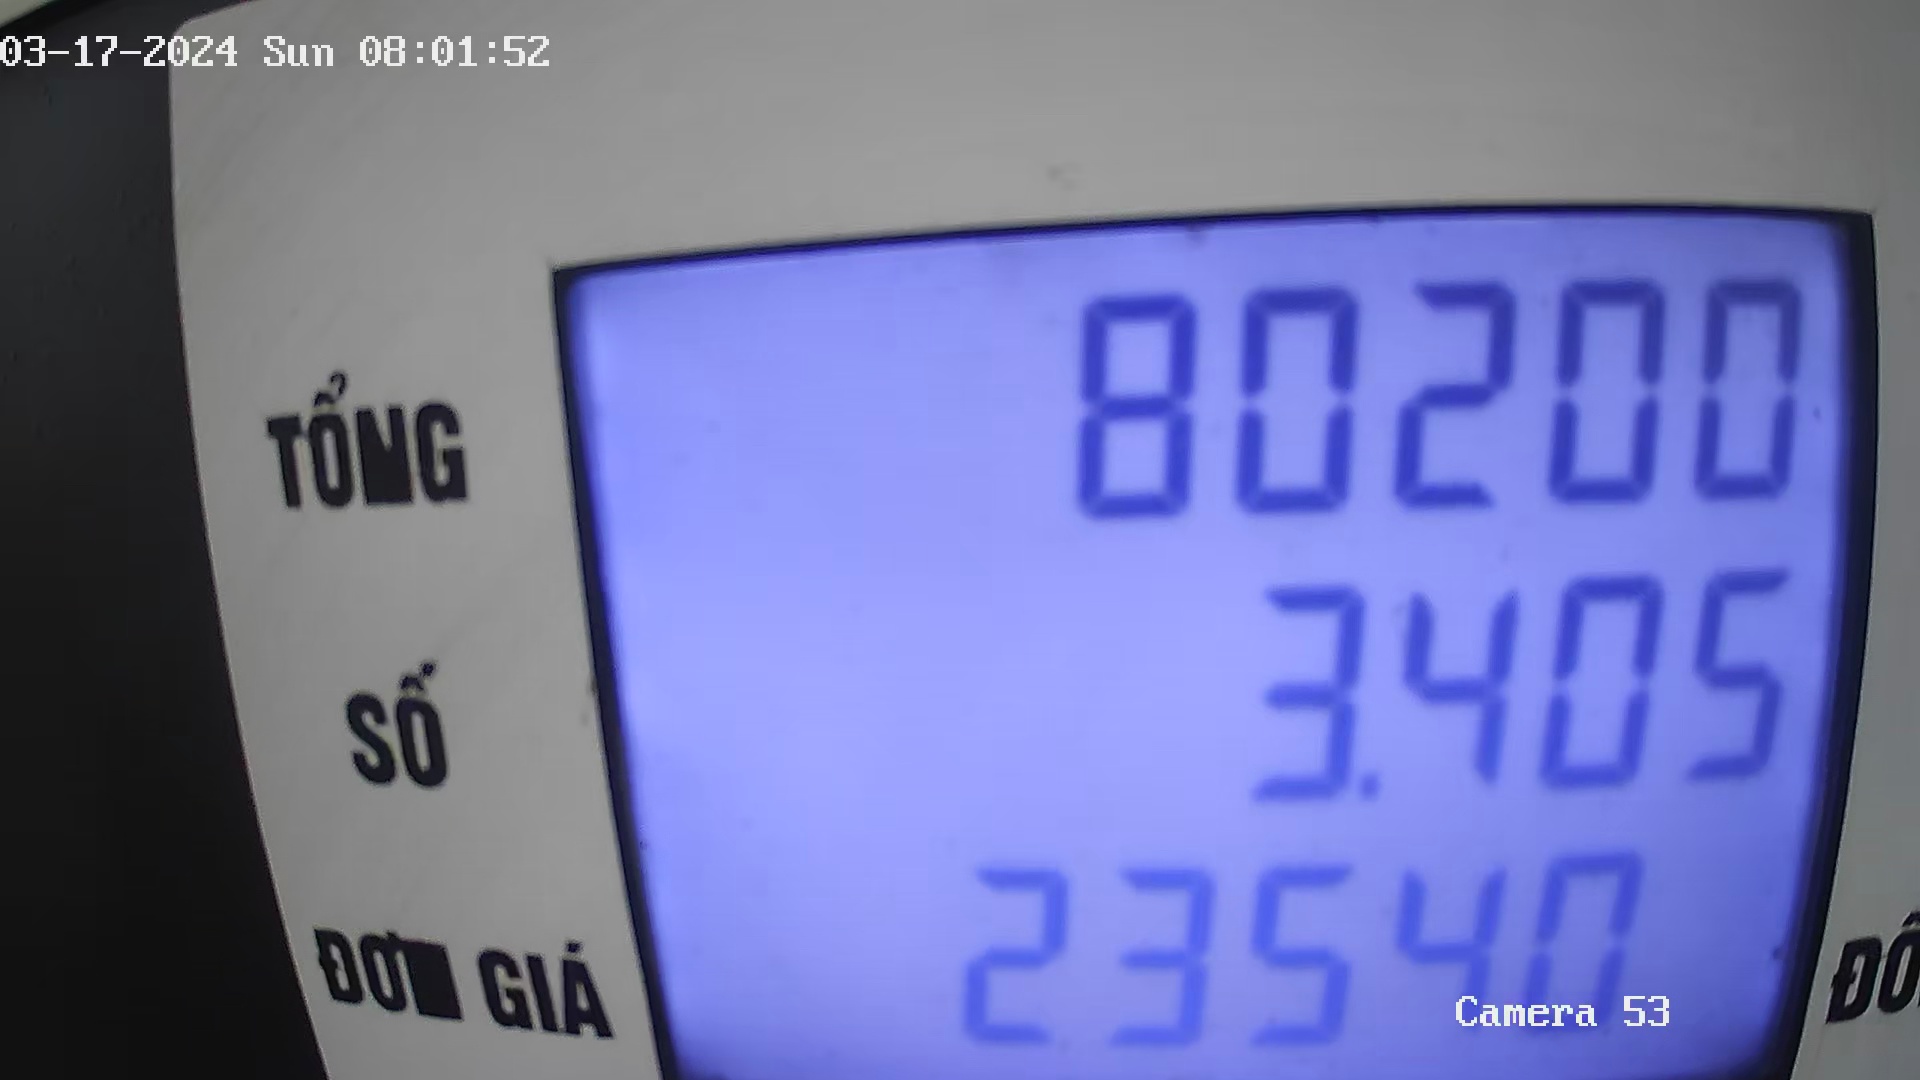 03-17-2024 Sun 08:01:52
TỔNG 80200
SỐ 3.405
ĐƠN GIÁ 23540
Camera 53